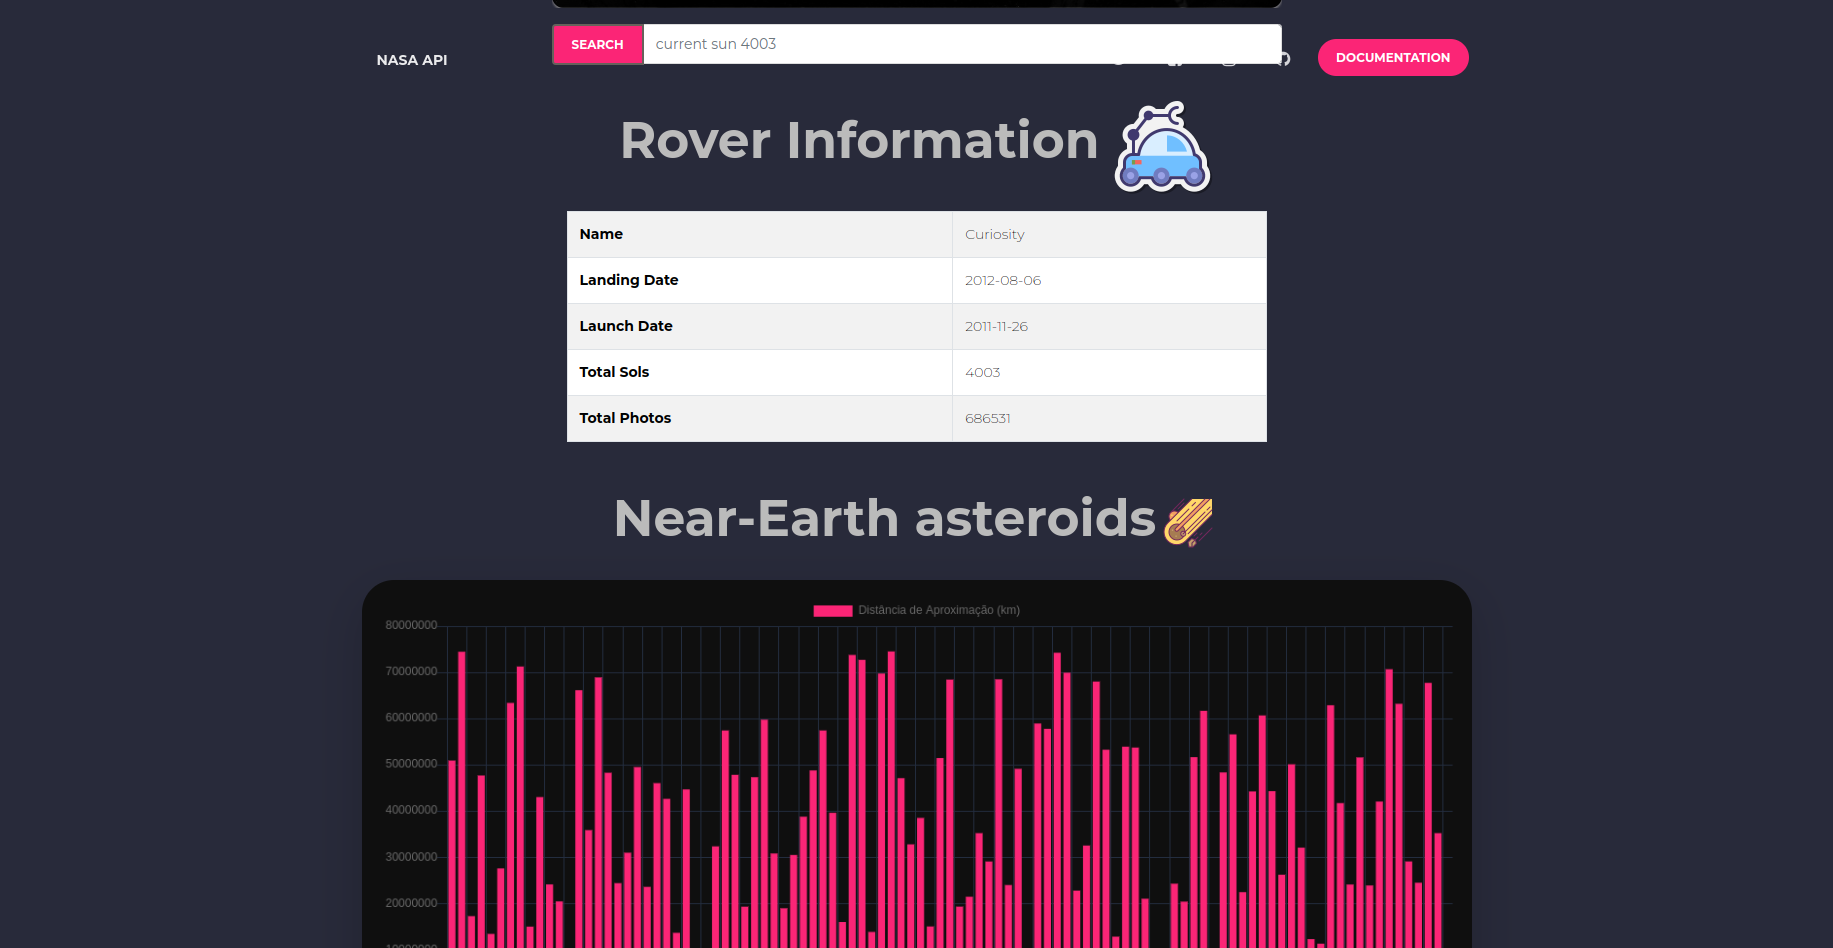 SEARCH current sun 4003
NASA API DOCUMENTATION
Rover Information
Name Curiosity
Landing Date 2012-08-06
Launch Date 2011-11-26
Total Sols 4003
Total Photos 686531
Near-Earth asteroids
Distância de Aproximação (km)
80000000
70000000
60000000
50000000
40000000
30000000
20000000
10000000